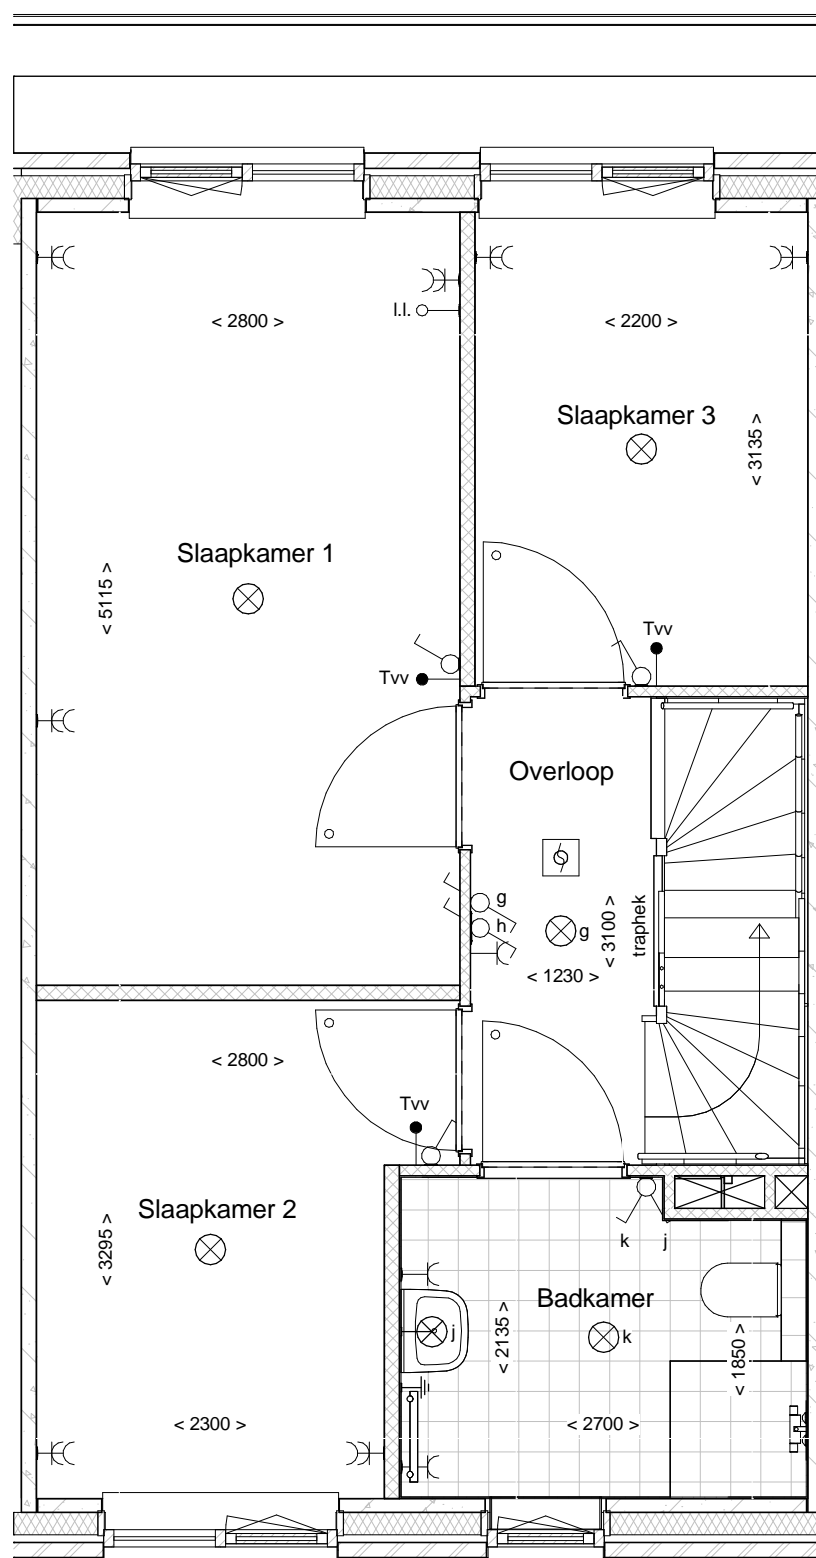 l.l.
< 2800 >
< 2200 >
Slaapkamer 3
< 3135 >
Slaapkamer 1
< 5115 >
Tvv
Tvv
Overloop
g
h
g
< 3100 >
traphek
< 1230 >
< 2800 >
Tvv
Slaapkamer 2
< 3295 >
k
j
Badkamer
j
k
< 2135 >
< 1850 >
< 2300 >
< 2700 >